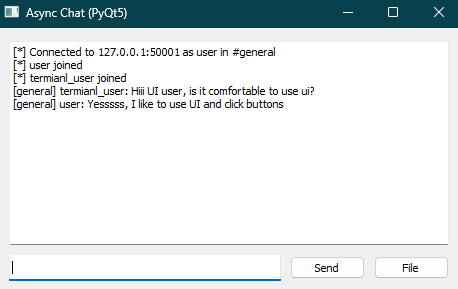 Async Chat (PyQt5)
[*] Connected to 127.0.0.1:50001 as user in #general
[*] user joined
[*] termianl_user joined
[general] termianl_user: Hiii UI user, is it comfortable to use ui?
[general] user: Yesssss, I like to use UI and click buttons
Send File